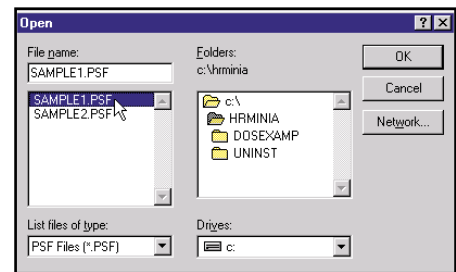 Open
File name:
SAMPLE1.PSF
SAMPLE1.PSF
SAMPLE2.PSF
List files of type:
PSF Files (*.PSF)
Folders:
c:\hrminia
c:\
HRMINIA
DOSEXAMP
UNINST
Drives:
c:
OK
Cancel
Network...